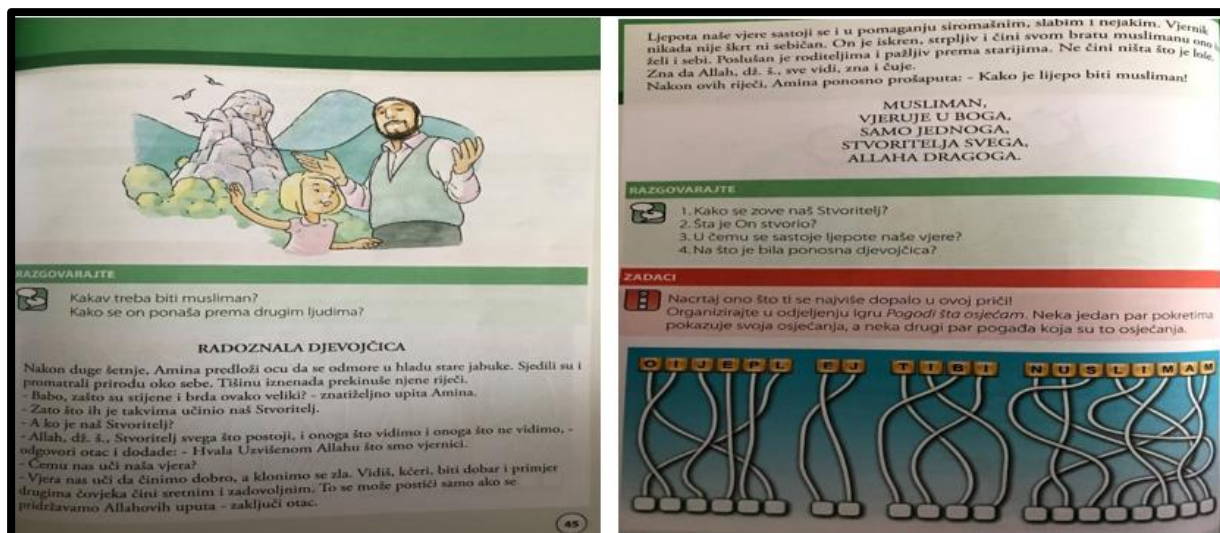 RAZGOVARAJTE
Kakav treba biti musliman?
Kako se on ponaša prema drugim ljudima?
RADOZNALA DJEVOJČICA
Nakon duge šetnje, Amina predloži ocu da se odmore u hladu stare jabuke. Sjedili su i
promatrali prirodu oko sebe. Tišinu iznenada prekinuše njene riječi.
- Babo, zašto su stijene i brda ovako veliki? - znatiželjno upita Amina.
- Zato što ih je takvima učinio naš Stvoritelj.
- A ko je naš Stvoritelj?
- Allah, dž. š., Stvoritelj svega što postoji, i onoga što vidimo i onoga što ne vidimo, -
odgovori otac i dodade: - Hvala Uzvišenom Allahu što smo vjernici.
- Čemu nas uči naša vjera?
- Vjera nas uči da činimo dobro, a klonimo se zla. Vidiš, kćeri, biti dobar i primjer
drugima čovjeka čini sretnim i zadovoljnim. To se može postići samo ako se
pridržavamo Allahovih uputa - zaključi otac.
45
Ljepota naše vjere sastoji se i u pomaganju siromašnim, slabim i nejakim. Vjernik
nikada nije škrt ni sebičan. On je iskren, strpljiv i čini svom bratu muslimanu ono
želi i sebi. Poslušan je roditeljima i pažljiv prema starijima. Ne čini ništa što je loše.
Zna da Allah, dž. š., sve vidi, zna i čuje.
Nakon ovih riječi, Amina ponosno prošaputa: - Kako je lijepo biti musliman!
MUSLIMAN,
VJERUJE U BOGA,
SAMO JEDNOGA,
STVORITELJA SVEGA,
ALLAHA DRAGOGA.
RAZGOVARAJTE
1. Kako se zove naš Stvoritelj?
2. Šta je On stvorio?
3. U čemu se sastoje ljepote naše vjere?
4. Na što je bila ponosna djevojčica?
ZADACI
Nacrtaj ono što ti se najviše dopalo u ovoj priči!
Organizirajte u odjeljenju igru Pogodi šta osjećam. Neka jedan par pokretima
pokazuje svoja osjećanja, a neka drugi par pogađa koja su to osjećanja.
O I J E P L E J T I B I N U S L I M A M